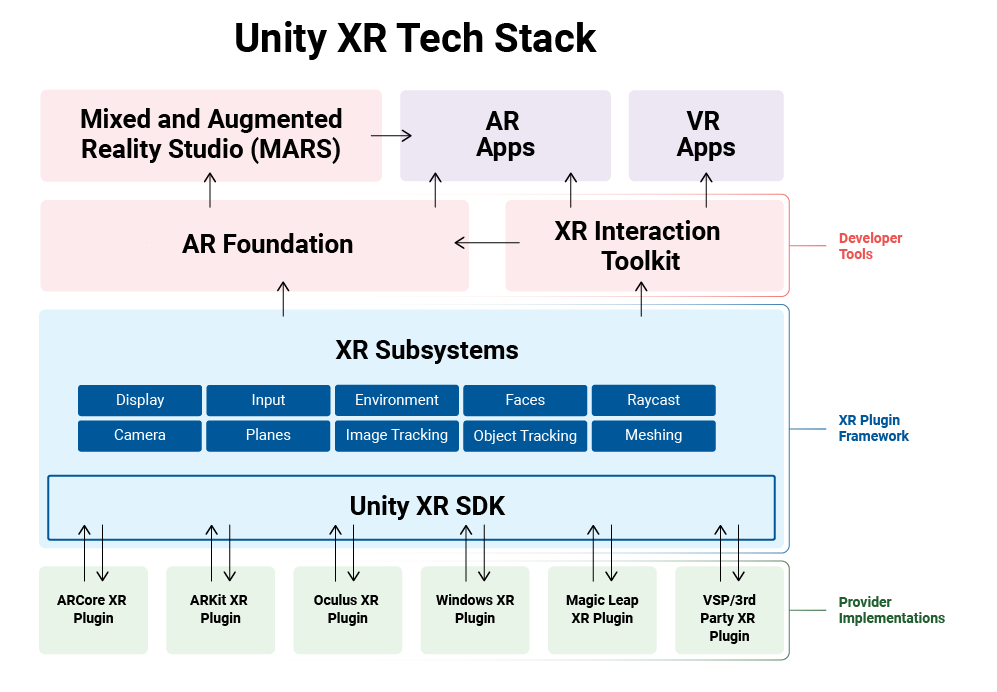 Unity XR Tech Stack
Mixed and Augmented
Reality Studio (MARS)
AR
Apps
VR
Apps
AR Foundation
XR Interaction
Toolkit
Developer
Tools
XR Subsystems
Display
Input
Environment
Faces
Raycast
Camera
Planes
Image Tracking
Object Tracking
Meshing
XR Plugin
Framework
Unity XR SDK
ARCore XR
Plugin
ARKit XR
Plugin
Oculus XR
Plugin
Windows XR
Plugin
Magic Leap
XR Plugin
VSP/3rd
Party XR
Plugin
Provider
Implementations